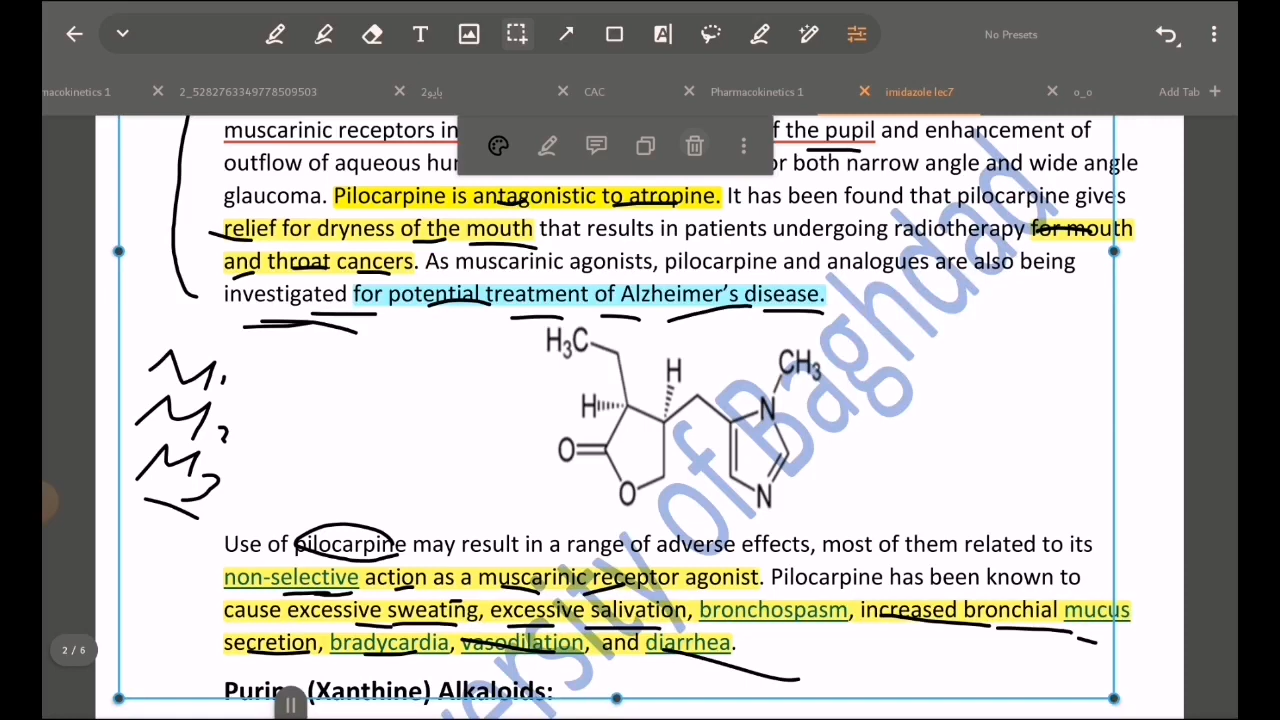 T
A
No Presets
macokinetics 1
2_5282763349778509503
بايو2
CAC
Pharmacokinetics 1
imidazole lec7
o_o
Add Tab +
muscarinic receptors in f the pupil and enhancement of
outflow of aqueous hu or both narrow angle and wide angle
glaucoma. Pilocarpine is antagonistic to atropine. It has been found that pilocarpine gives
relief for dryness of the mouth that results in patients undergoing radiotherapy for mouth
and throat cancers. As muscarinic agonists, pilocarpine and analogues are also being
investigated for potential treatment of Alzheimer’s disease.
H3C
CH3
H
H
N
O
O
N
M1
M2
M3
Use of pilocarpine may result in a range of adverse effects, most of them related to its
non-selective action as a muscarinic receptor agonist. Pilocarpine has been known to
cause excessive sweating, excessive salivation, bronchospasm, increased bronchial mucus
secretion, bradycardia, vasodilation, and diarrhea.
2 / 6
Purin (Xanthine) Alkaloids:
versity of Baghdad